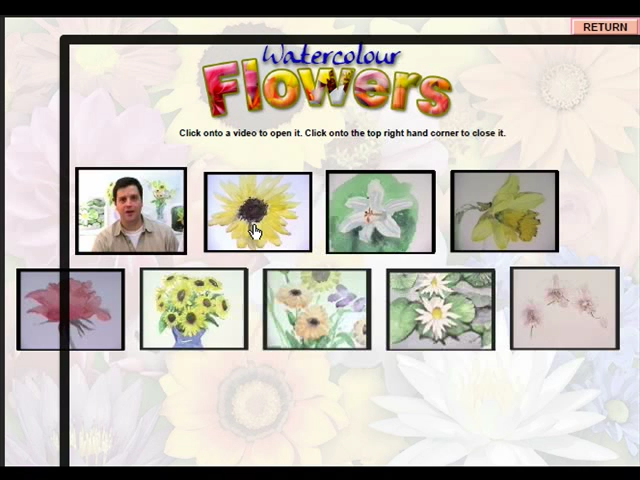 RETURN
Watercolour
Flowers
Click onto a video to open it. Click onto the top right hand corner to close it.